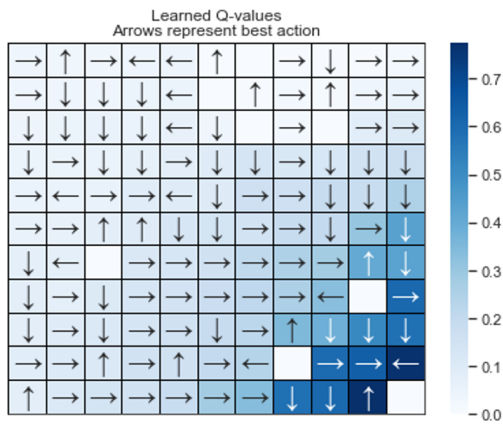 Learned Q-values
Arrows represent best action
→ ↑ → ← ← ↑ → ↓ → →
→ ↓ ↓ ↓ ← ↑ → ↑ → →
↓ ↓ ↓ ↓ ← ↓ → → →
↓ → ↓ ↓ → ↓ ↓ → ↓ ↓ ↓
→ ← → → ← ↓ → → ↓ ↓ ↓
→ → ↑ ↑ ↓ ↓ → → ↓ → ↓
↓ ← → → → → → → ↑ ↓
↓ → ↓ → → → → → ← →
↓ → ↓ → → ↓ → ↑ ↓ ↓ ↓
→ → ↑ → ↑ → ← → → ←
↑ → → → → → → ↓ ↓ ↑
0.7
0.6
0.5
0.4
0.3
0.2
0.1
0.0